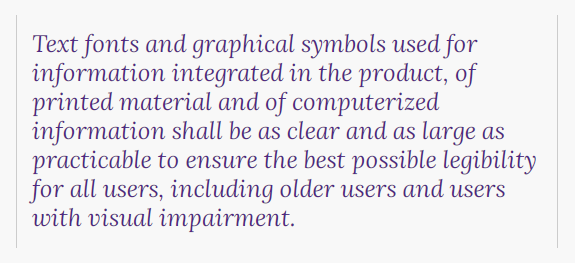 Text fonts and graphical symbols used for
information integrated in the product, of
printed material and of computerized
information shall be as clear and as large as
practicable to ensure the best possible legibility
for all users, including older users and users
with visual impairment.